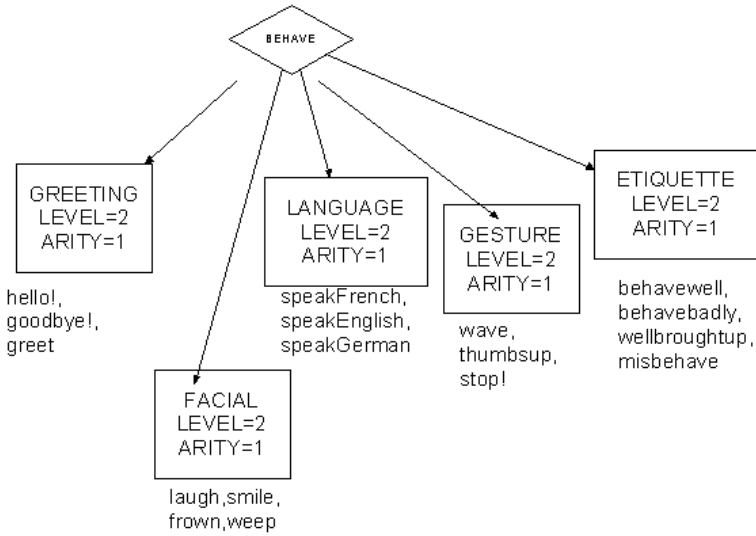 BEHAVE
GREETING
LEVEL=2
ARITY=1
hello!,
goodbye!,
greet
FACIAL
LEVEL=2
ARITY=1
laugh,smile,
frown,weep
LANGUAGE
LEVEL=2
ARITY=1
speakFrench,
speakEnglish,
speakGerman
GESTURE
LEVEL=2
ARITY=1
wave,
thumbsup,
stop!
ETIQUETTE
LEVEL=2
ARITY=1
behavewell,
behavebadly,
wellbroughtup,
misbehave